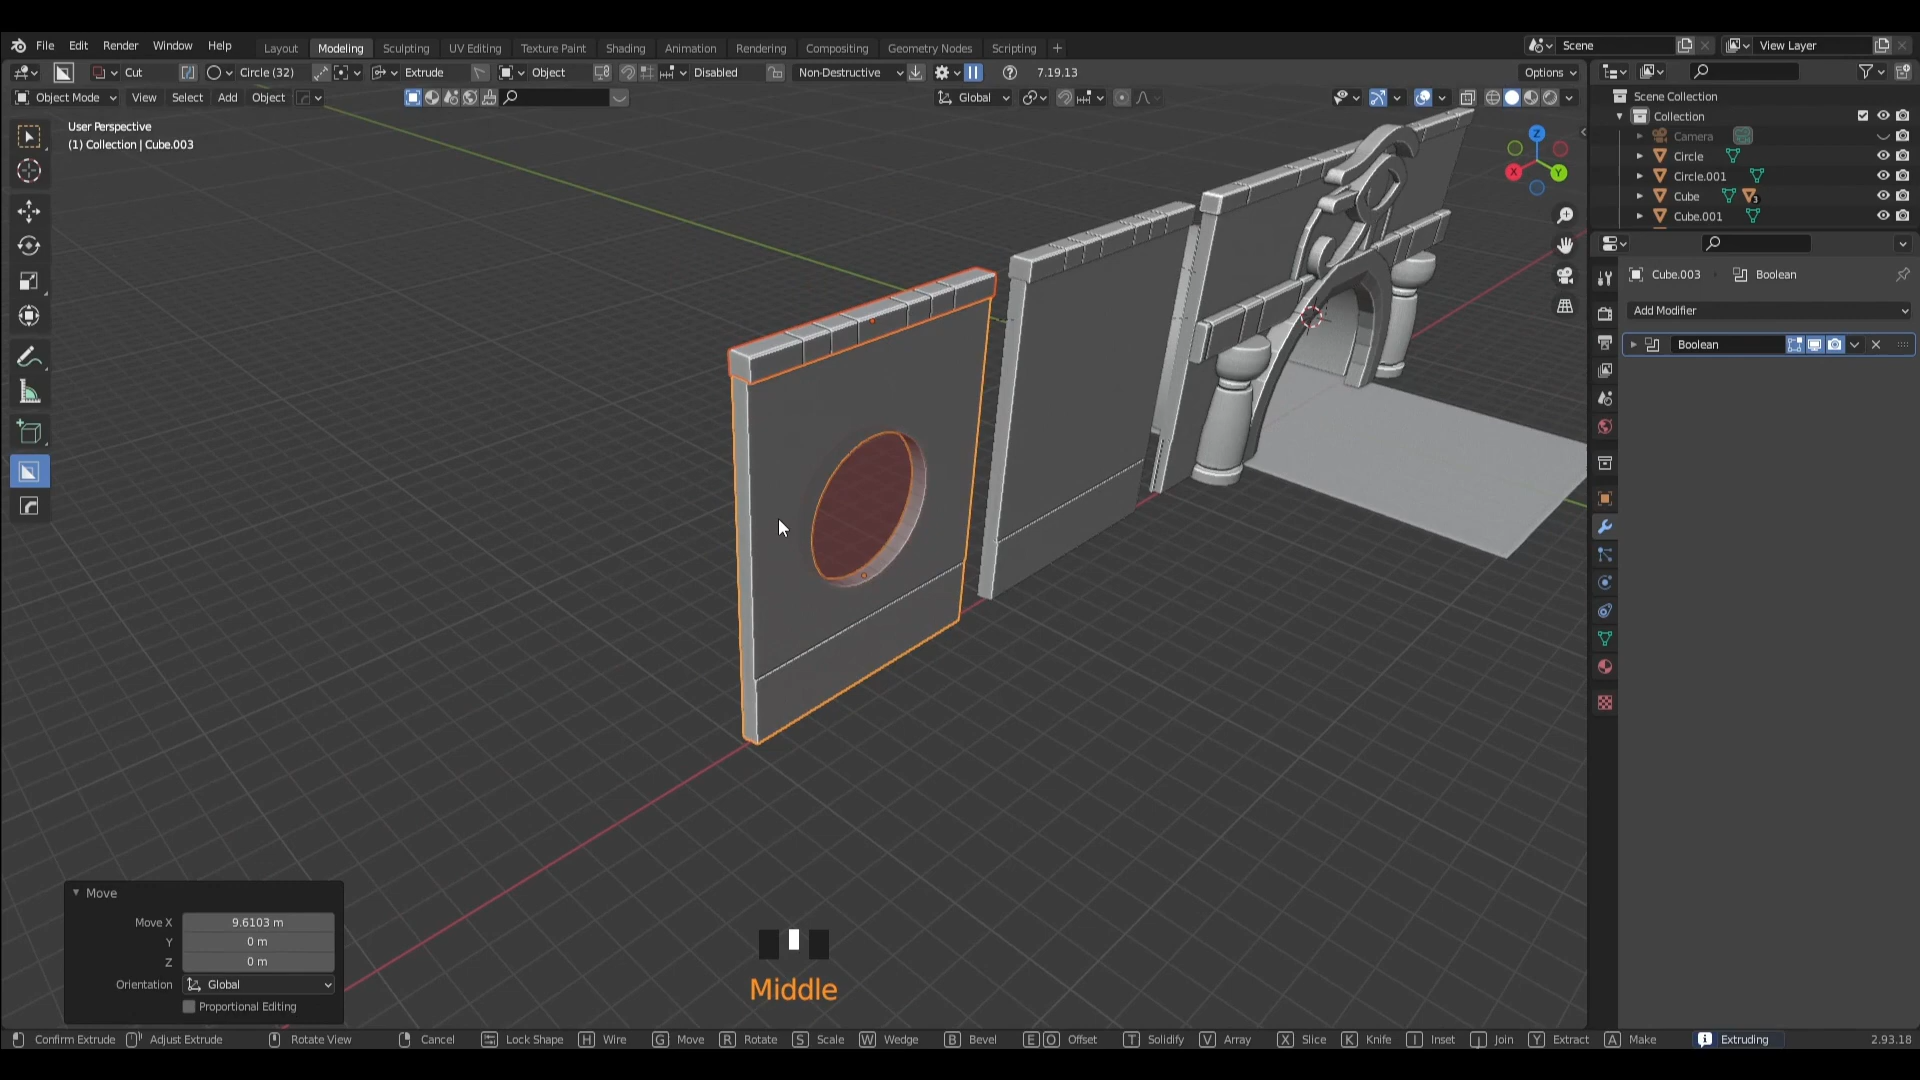 File Edit Render Window Help Layout Modeling Sculpting UV Editing Texture Paint Shading Animation Rendering Compositing Geometry Nodes Scripting + Scene View Layer
Cut Circle (32) Extrude Object Disabled Non-Destructive 7.19.13 Options
Object Mode View Select Add Object Global
Scene Collection
Collection
Camera
Circle
Circle.001
Cube 3
Cube.001
User Perspective
(1) Collection | Cube.003
Z
X
Y
Cube.003 Boolean
Add Modifier
Boolean
Move
Move X 9.6103 m
Y 0 m
Z 0 m
Orientation Global
Proportional Editing
Middle
Confirm Extrude Adjust Extrude Rotate View Cancel Lock Shape H Wire G Move R Rotate S Scale W Wedge B Bevel E O Offset T Solidify V Array X Slice K Knife I Inset J Join Y Extract A Make Extruding 2.93.18